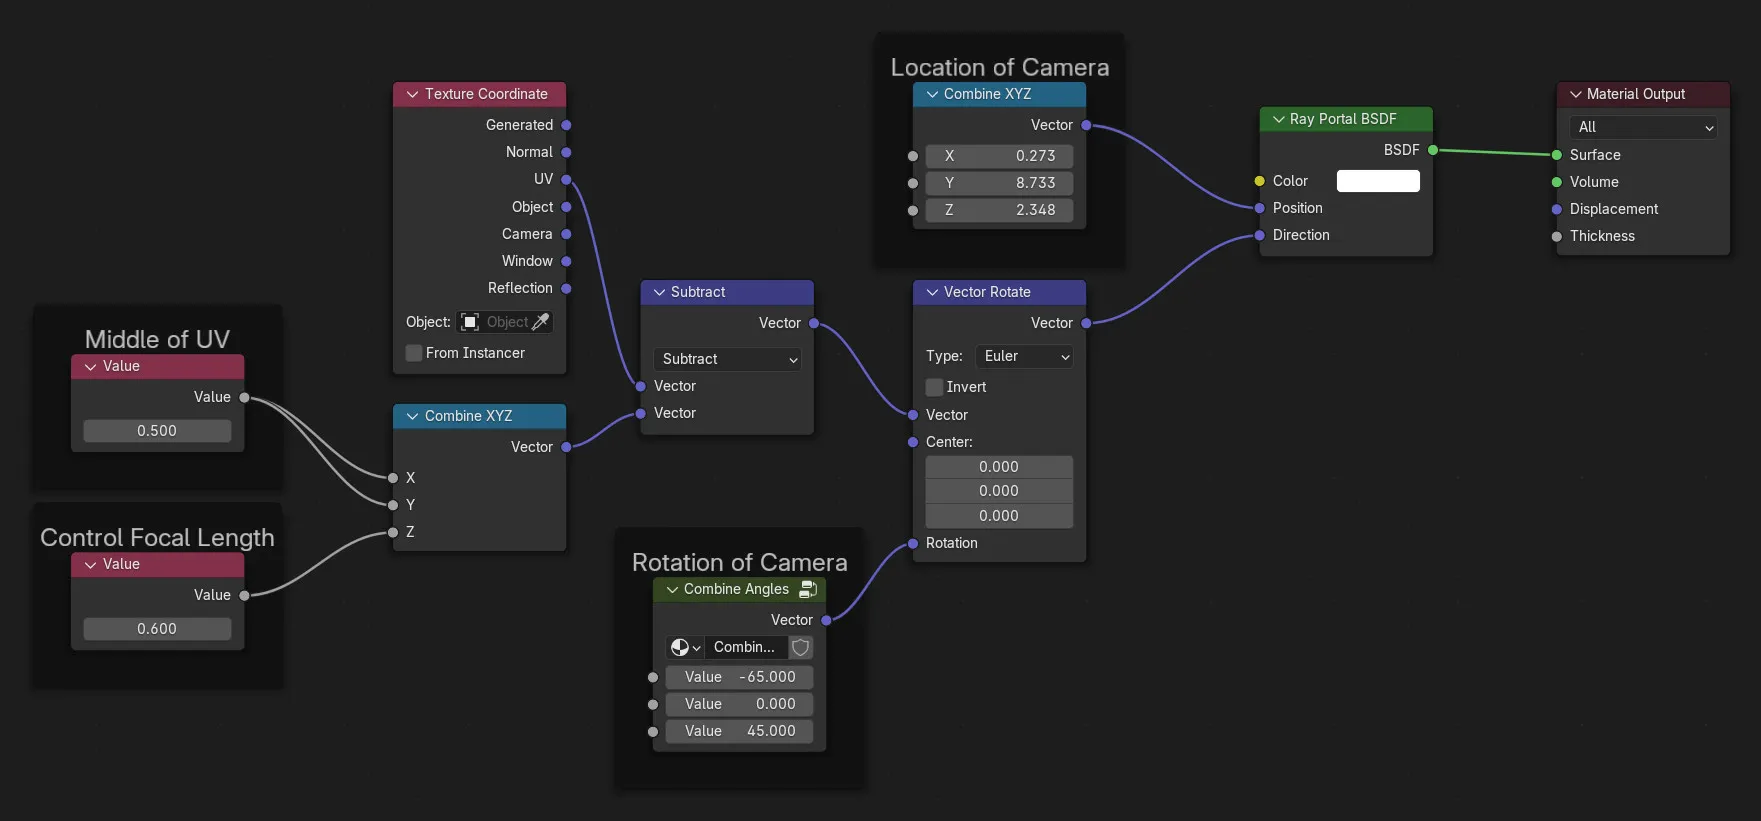 Middle of UV
Value
Value
0.500
Control Focal Length
Value
Value
0.600
Texture Coordinate
Generated
Normal
UV
Object
Camera
Window
Reflection
Object: Object
From Instancer
Combine XYZ
Vector
X
Y
Z
Subtract
Vector
Subtract
Vector
Vector
Rotation of Camera
Combine Angles
Vector
Combin...
Value -65.000
Value 0.000
Value 45.000
Location of Camera
Combine XYZ
Vector
X 0.273
Y 8.733
Z 2.348
Vector Rotate
Vector
Type: Euler
Invert
Vector
Center:
0.000
0.000
0.000
Rotation
Ray Portal BSDF
BSDF
Color
Position
Direction
Material Output
All
Surface
Volume
Displacement
Thickness